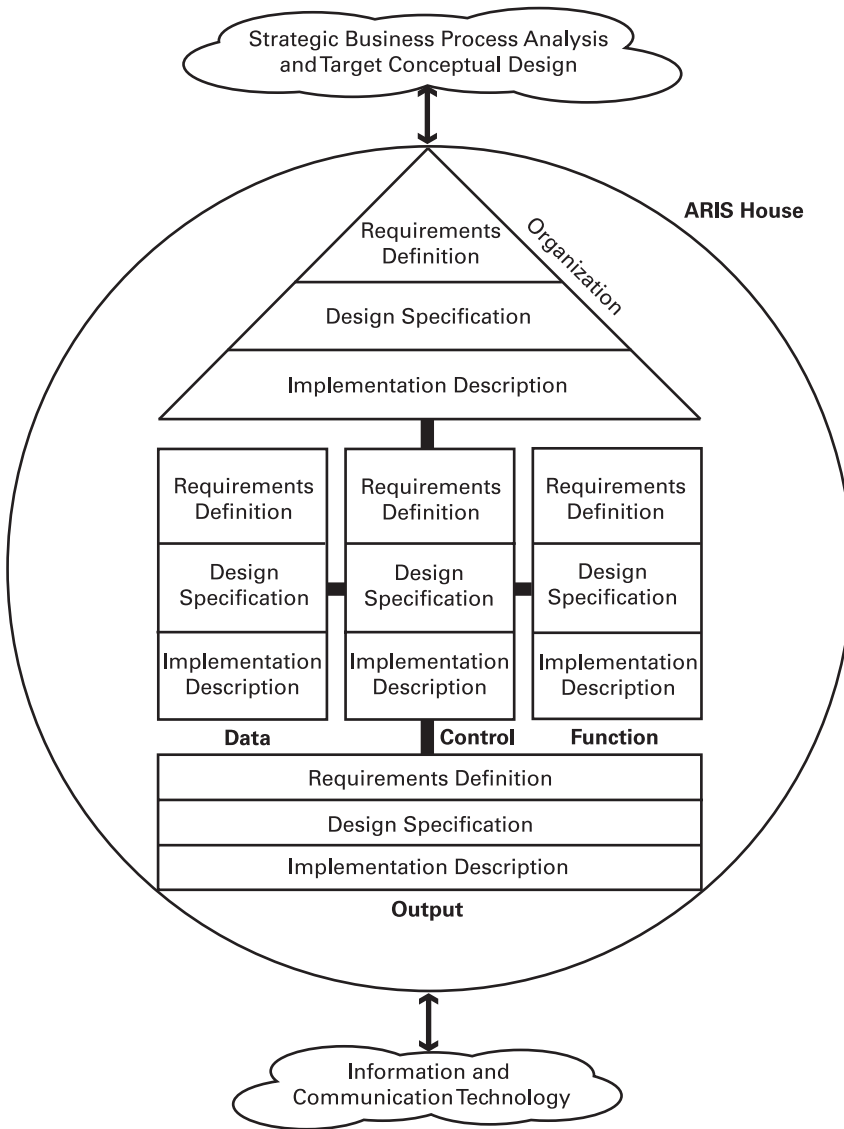 Strategic Business Process Analysis
and Target Conceptual Design
ARIS House
Requirements
Definition
Organization
Design Specification
Implementation Description
Requirements
Definition
Design
Specification
Implementation
Description
Data
Requirements
Definition
Design
Specification
Implementation
Description
Control
Requirements
Definition
Design
Specification
Implementation
Description
Function
Requirements Definition
Design Specification
Implementation Description
Output
Information and
Communication Technology